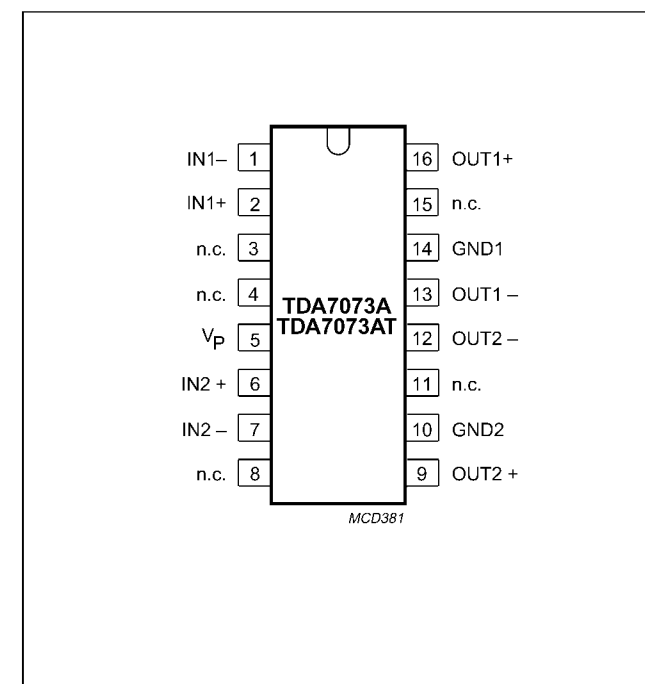 IN1– 1 16 OUT1+
IN1+ 2 15 n.c.
n.c. 3 14 GND1
n.c. 4 13 OUT1 –
TDA7073A
TDA7073AT
VP 5 12 OUT2 –
IN2 + 6 11 n.c.
IN2 – 7 10 GND2
n.c. 8 9 OUT2 +
MCD381